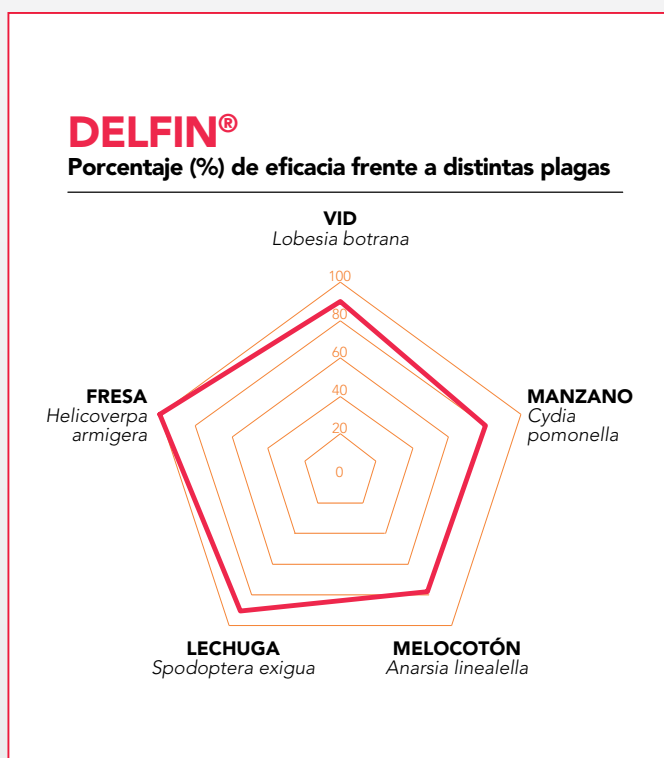 DELFIN®
Porcentaje (%) de eficacia frente a distintas plagas
VID
Lobesia botrana
100
80
60
40
20
0
FRESA
Helicoverpa
armigera
MANZANO
Cydia
pomonella
LECHUGA
Spodoptera exigua
MELOCOTÓN
Anarsia linealella